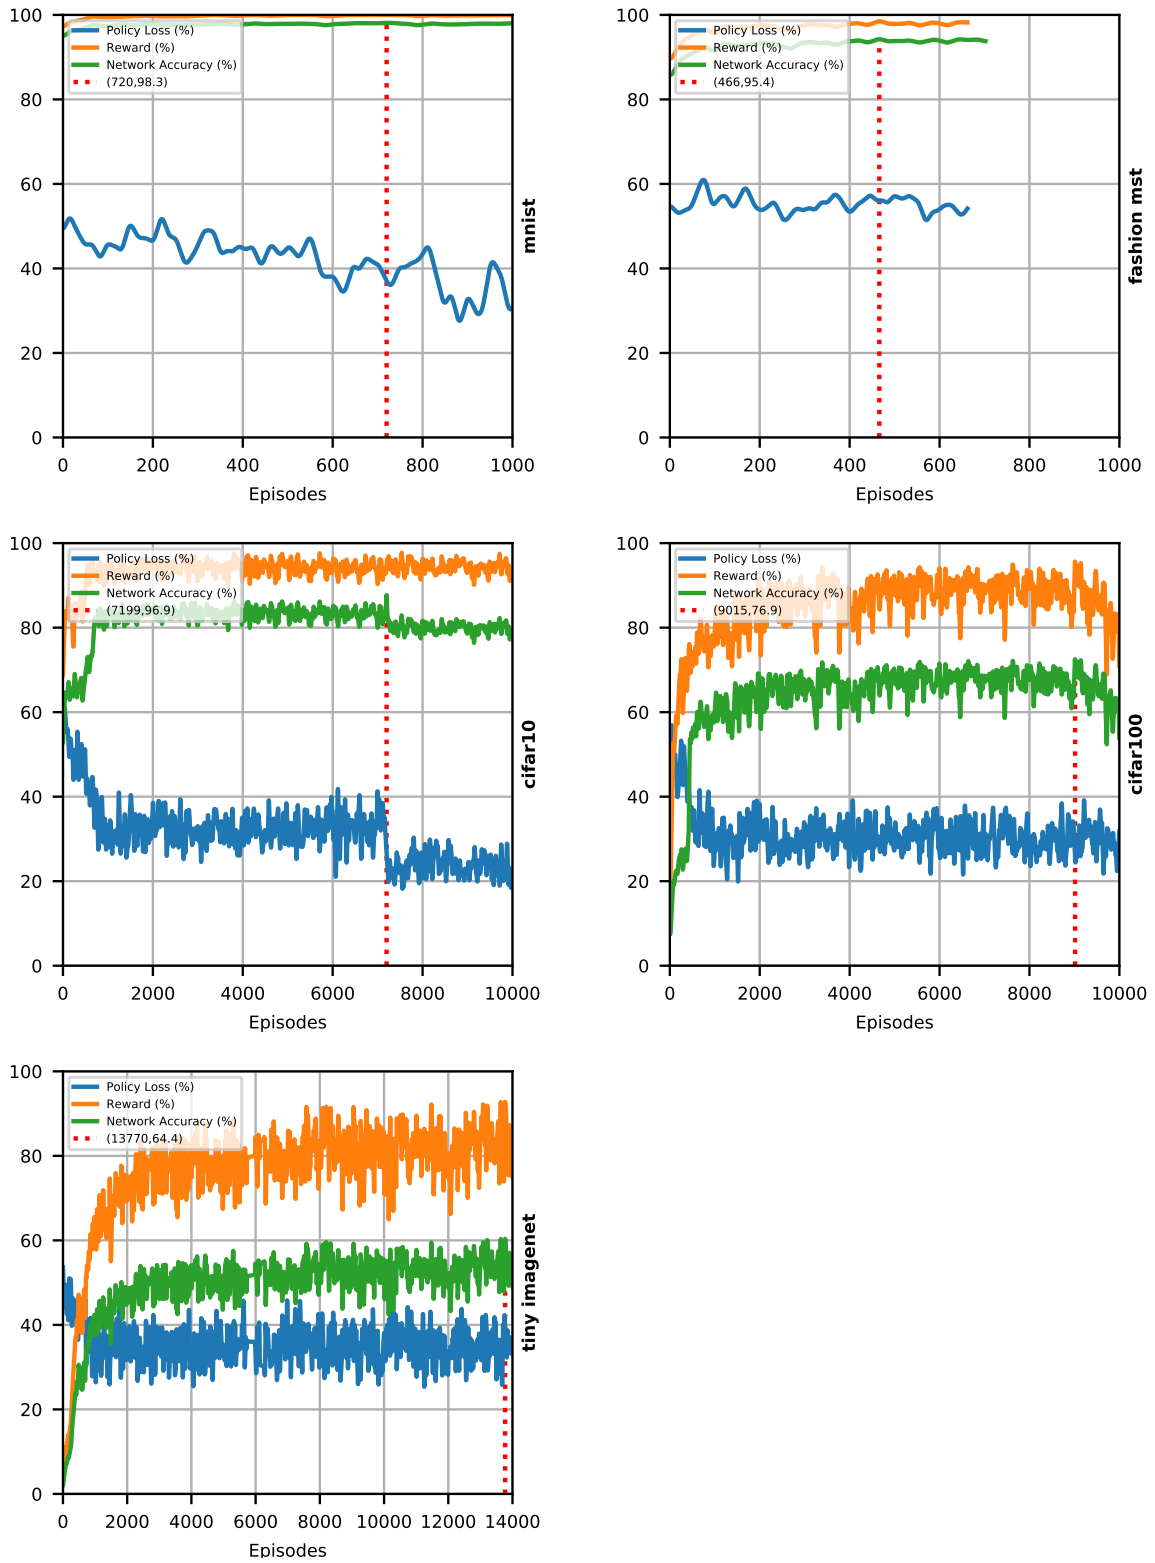 100
80
60
40
20
0
Policy Loss (%)
Reward (%)
Network Accuracy (%)
(720,98.3)
0 200 400 600 800 1000
Episodes
mnist
100
80
60
40
20
0
Policy Loss (%)
Reward (%)
Network Accuracy (%)
(466,95.4)
0 200 400 600 800 1000
Episodes
fashion mst
100
80
60
40
20
0
Policy Loss (%)
Reward (%)
Network Accuracy (%)
(7199,96.9)
0 2000 4000 6000 8000 10000
Episodes
cifar10
100
80
60
40
20
0
Policy Loss (%)
Reward (%)
Network Accuracy (%)
(9015,76.9)
0 2000 4000 6000 8000 10000
Episodes
cifar100
100
80
60
40
20
0
Policy Loss (%)
Reward (%)
Network Accuracy (%)
(13770,64.4)
0 2000 4000 6000 8000 10000 12000 14000
Episodes
tiny imagenet